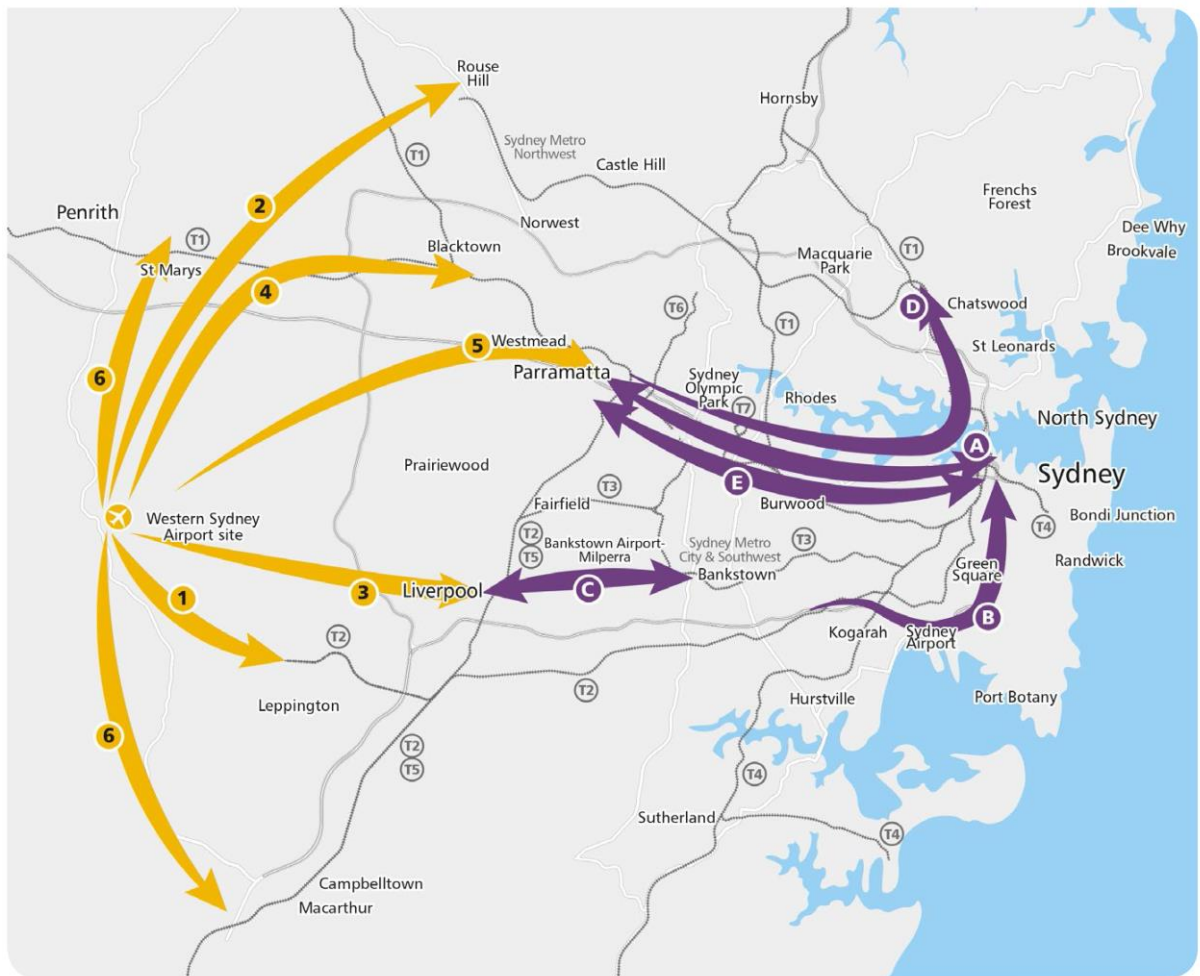 Rouse
Hill
Hornsby
Sydney Metro
Northwest
T1
Castle Hill
Frenchs
Forest
2
Penrith
T1
Norwest
Dee Why
Brookvale
Blacktown
T1
Macquarie
Park
St Marys
4
T6
D
Chatswood
T1
5
Westmead
St Leonards
Parramatta
6
Sydney
Olympic
Park
Rhodes
T7
North Sydney
A
Prairiewood
Sydney
E
T3
Fairfield
Burwood
Bondi Junction
T4
Western Sydney
Airport site
T2
T5
Bankstown Airport-
Milperra
Sydney Metro
City & Southwest
T3
Bankstown
Green
Square
Randwick
Liverpool
3
C
1
B
Kogarah
Sydney
Airport
T2
T2
Leppington
Hurstville
Port Botany
6
T2
T5
T4
Sutherland
T4
Campbelltown
Macarthur